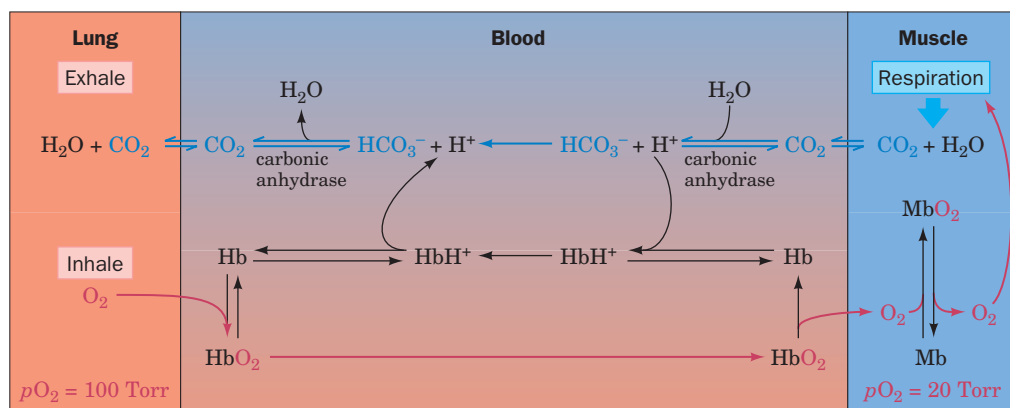 Lung Blood Muscle
Exhale Respiration
H₂O H₂O
H₂O + CO₂ CO₂ HCO₃⁻ + H⁺ HCO₃⁻ + H⁺ CO₂ CO₂ + H₂O
carbonic anhydrase carbonic anhydrase
MbO₂
Inhale Hb HbH⁺ HbH⁺ Hb
O₂ O₂ O₂
HbO₂ HbO₂ Mb
pO₂ = 100 Torr pO₂ = 20 Torr